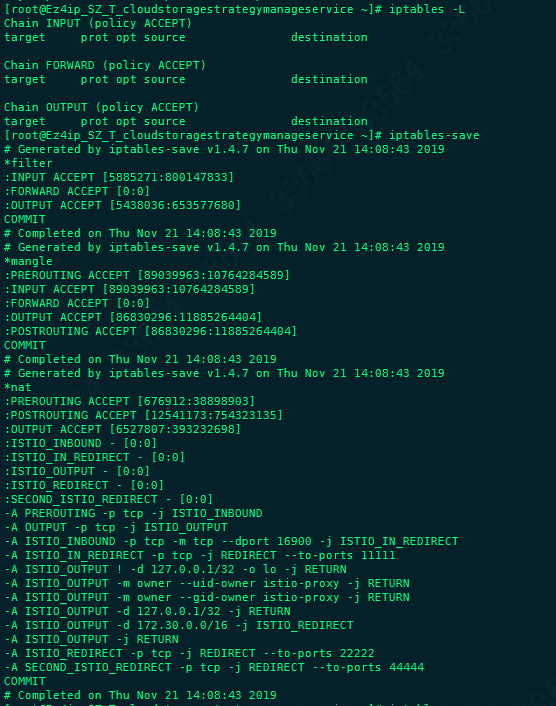 [root@Ez4ip_SZ_T_cloudstoragestrategymanageservice ~]# iptables -L
Chain INPUT (policy ACCEPT)
target     prot opt source               destination

Chain FORWARD (policy ACCEPT)
target     prot opt source               destination

Chain OUTPUT (policy ACCEPT)
target     prot opt source               destination
[root@Ez4ip_SZ_T_cloudstoragestrategymanageservice ~]# iptables-save
# Generated by iptables-save v1.4.7 on Thu Nov 21 14:08:43 2019
*filter
:INPUT ACCEPT [5885271:800147833]
:FORWARD ACCEPT [0:0]
:OUTPUT ACCEPT [5438036:653577680]
COMMIT
# Completed on Thu Nov 21 14:08:43 2019
# Generated by iptables-save v1.4.7 on Thu Nov 21 14:08:43 2019
*mangle
:PREROUTING ACCEPT [89039963:10764284589]
:INPUT ACCEPT [89039963:10764284589]
:FORWARD ACCEPT [0:0]
:OUTPUT ACCEPT [86830296:11885264404]
:POSTROUTING ACCEPT [86830296:11885264404]
COMMIT
# Completed on Thu Nov 21 14:08:43 2019
# Generated by iptables-save v1.4.7 on Thu Nov 21 14:08:43 2019
*nat
:PREROUTING ACCEPT [676912:38898903]
:POSTROUTING ACCEPT [12541173:754323135]
:OUTPUT ACCEPT [6527807:393232698]
:ISTIO_INBOUND - [0:0]
:ISTIO_IN_REDIRECT - [0:0]
:ISTIO_OUTPUT - [0:0]
:ISTIO_REDIRECT - [0:0]
:SECOND_ISTIO_REDIRECT - [0:0]
-A PREROUTING -p tcp -j ISTIO_INBOUND
-A OUTPUT -p tcp -j ISTIO_OUTPUT
-A ISTIO_INBOUND -p tcp -m tcp --dport 16900 -j ISTIO_IN_REDIRECT
-A ISTIO_IN_REDIRECT -p tcp -j REDIRECT --to-ports 11111
-A ISTIO_OUTPUT ! -d 127.0.0.1/32 -o lo -j RETURN
-A ISTIO_OUTPUT -m owner --uid-owner istio-proxy -j RETURN
-A ISTIO_OUTPUT -m owner --gid-owner istio-proxy -j RETURN
-A ISTIO_OUTPUT -d 127.0.0.1/32 -j RETURN
-A ISTIO_OUTPUT -d 172.30.0.0/16 -j ISTIO_REDIRECT
-A ISTIO_OUTPUT -j RETURN
-A ISTIO_REDIRECT -p tcp -j REDIRECT --to-ports 22222
-A SECOND_ISTIO_REDIRECT -p tcp -j REDIRECT --to-ports 44444
COMMIT
# Completed on Thu Nov 21 14:08:43 2019